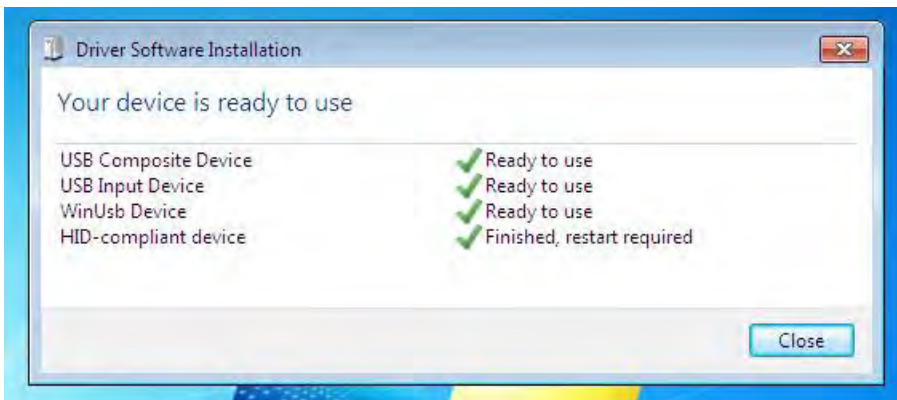 Driver Software Installation
Your device is ready to use
USB Composite Device Ready to use
USB Input Device Ready to use
WinUsb Device Ready to use
HID-compliant device Finished, restart required
Close